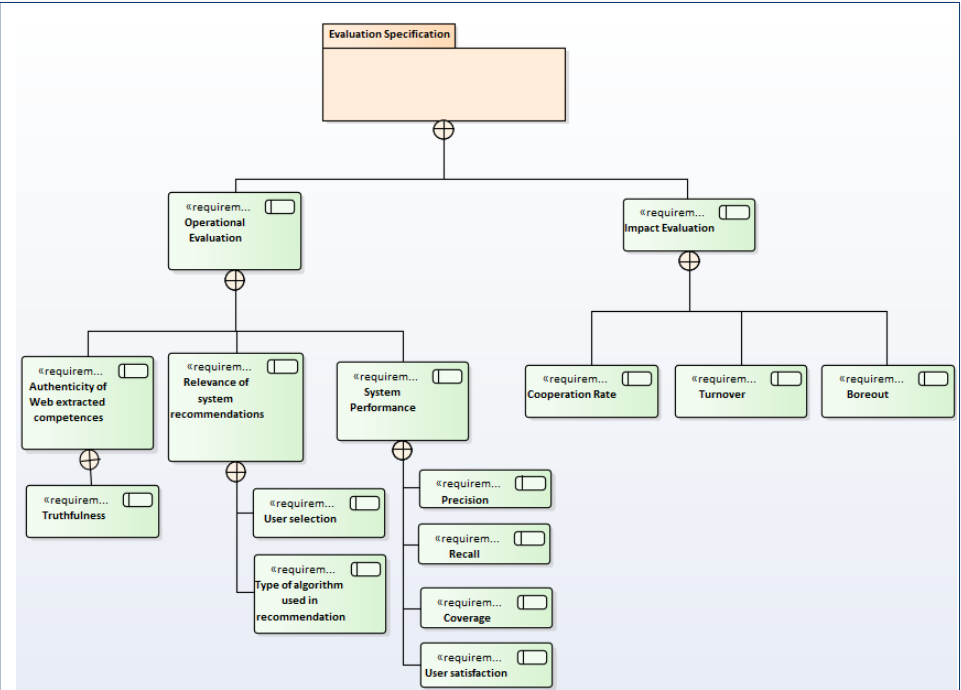 Evaluation Specification
«requirem...
Operational
Evaluation
«requirem...
Impact Evaluation
«requirem...
Authenticity of
Web extracted
competences
«requirem...
Relevance of
system
recommendations
«requirem...
System
Performance
«requirem...
Cooperation Rate
«requirem...
Turnover
«requirem...
Boreout
«requirem...
Truthfulness
«requirem...
User selection
«requirem...
Type of algorithm
used in
recommendation
«requirem...
Precision
«requirem...
Recall
«requirem...
Coverage
«requirem...
User satisfaction